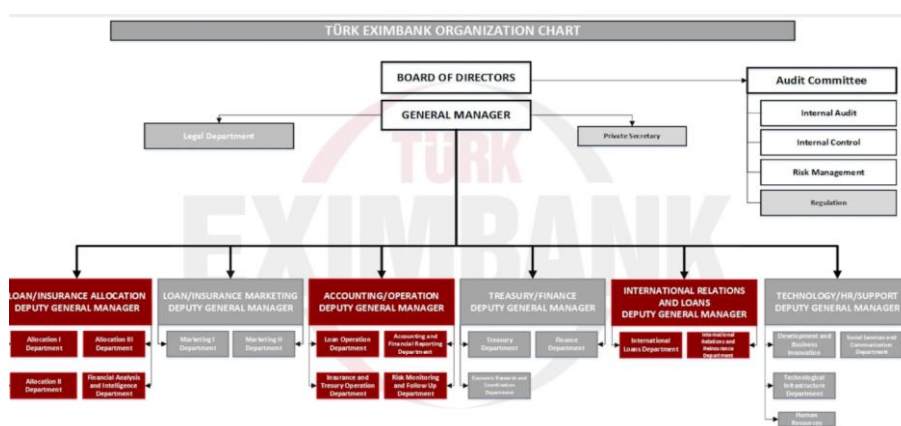 TÜRK EXIMBANK ORGANIZATION CHART
BOARD OF DIRECTORS
Audit Committee
GENERAL MANAGER
Legal Department
Private Secretary
Internal Audit
Internal Control
Risk Management
Regulation
TÜRK
EXIMBANK
LOAN/INSURANCE ALLOCATION
DEPUTY GENERAL MANAGER
LOAN/INSURANCE MARKETING
DEPUTY GENERAL MANAGER
ACCOUNTING/OPERATION
DEPUTY GENERAL MANAGER
TREASURY/FINANCE
DEPUTY GENERAL MANAGER
INTERNATIONAL RELATIONS
AND LOANS
DEPUTY GENERAL MANAGER
TECHNOLOGY/HR/SUPPORT
DEPUTY GENERAL MANAGER
Allocation I
Department
Allocation III
Department
Allocation II
Department
Financial Analysis
and Intelligence
Department
Marketing I
Department
Marketing II
Department
Loan Operation
Department
Accounting and
Financial Reporting
Department
Insurance and
Tresury Operation
Department
Risk Monitoring
and Follow Up
Department
Treasury
Department
Finance
Department
Economic Research and
Coordination
Department
International
Loans Department
International
Relations and
Reinsurance
Department
Development and
Business
Innovation
Social Services and
Communication
Department
Technological
Infrastructure
Department
Human
Resources